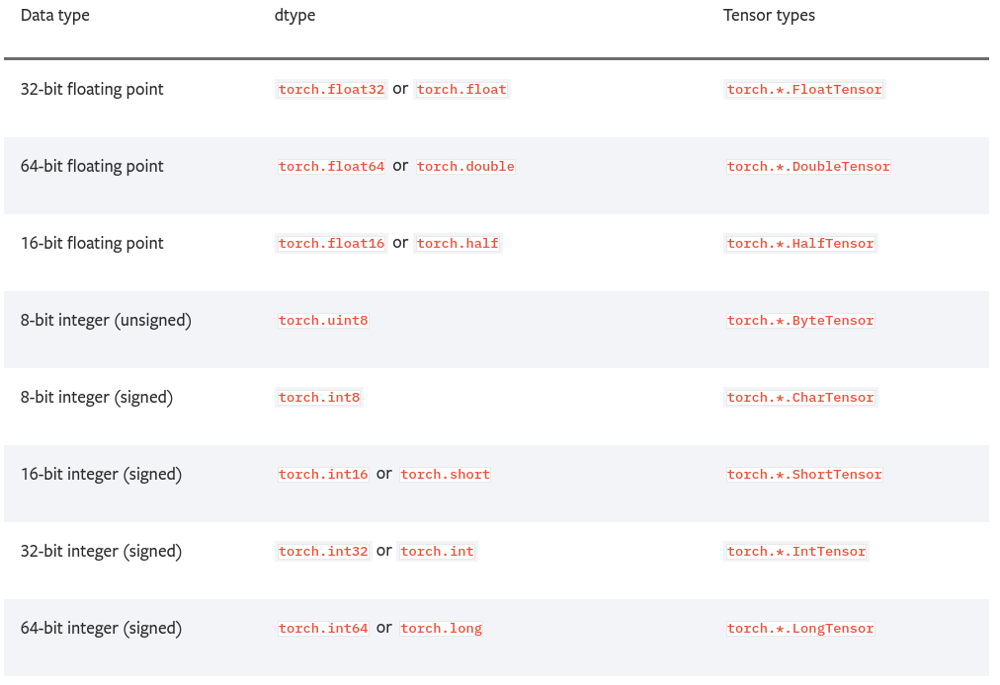 Data type dtype Tensor types
32-bit floating point torch.float32 or torch.float torch.*.FloatTensor
64-bit floating point torch.float64 or torch.double torch.*.DoubleTensor
16-bit floating point torch.float16 or torch.half torch.*.HalfTensor
8-bit integer (unsigned) torch.uint8 torch.*.ByteTensor
8-bit integer (signed) torch.int8 torch.*.CharTensor
16-bit integer (signed) torch.int16 or torch.short torch.*.ShortTensor
32-bit integer (signed) torch.int32 or torch.int torch.*.IntTensor
64-bit integer (signed) torch.int64 or torch.long torch.*.LongTensor